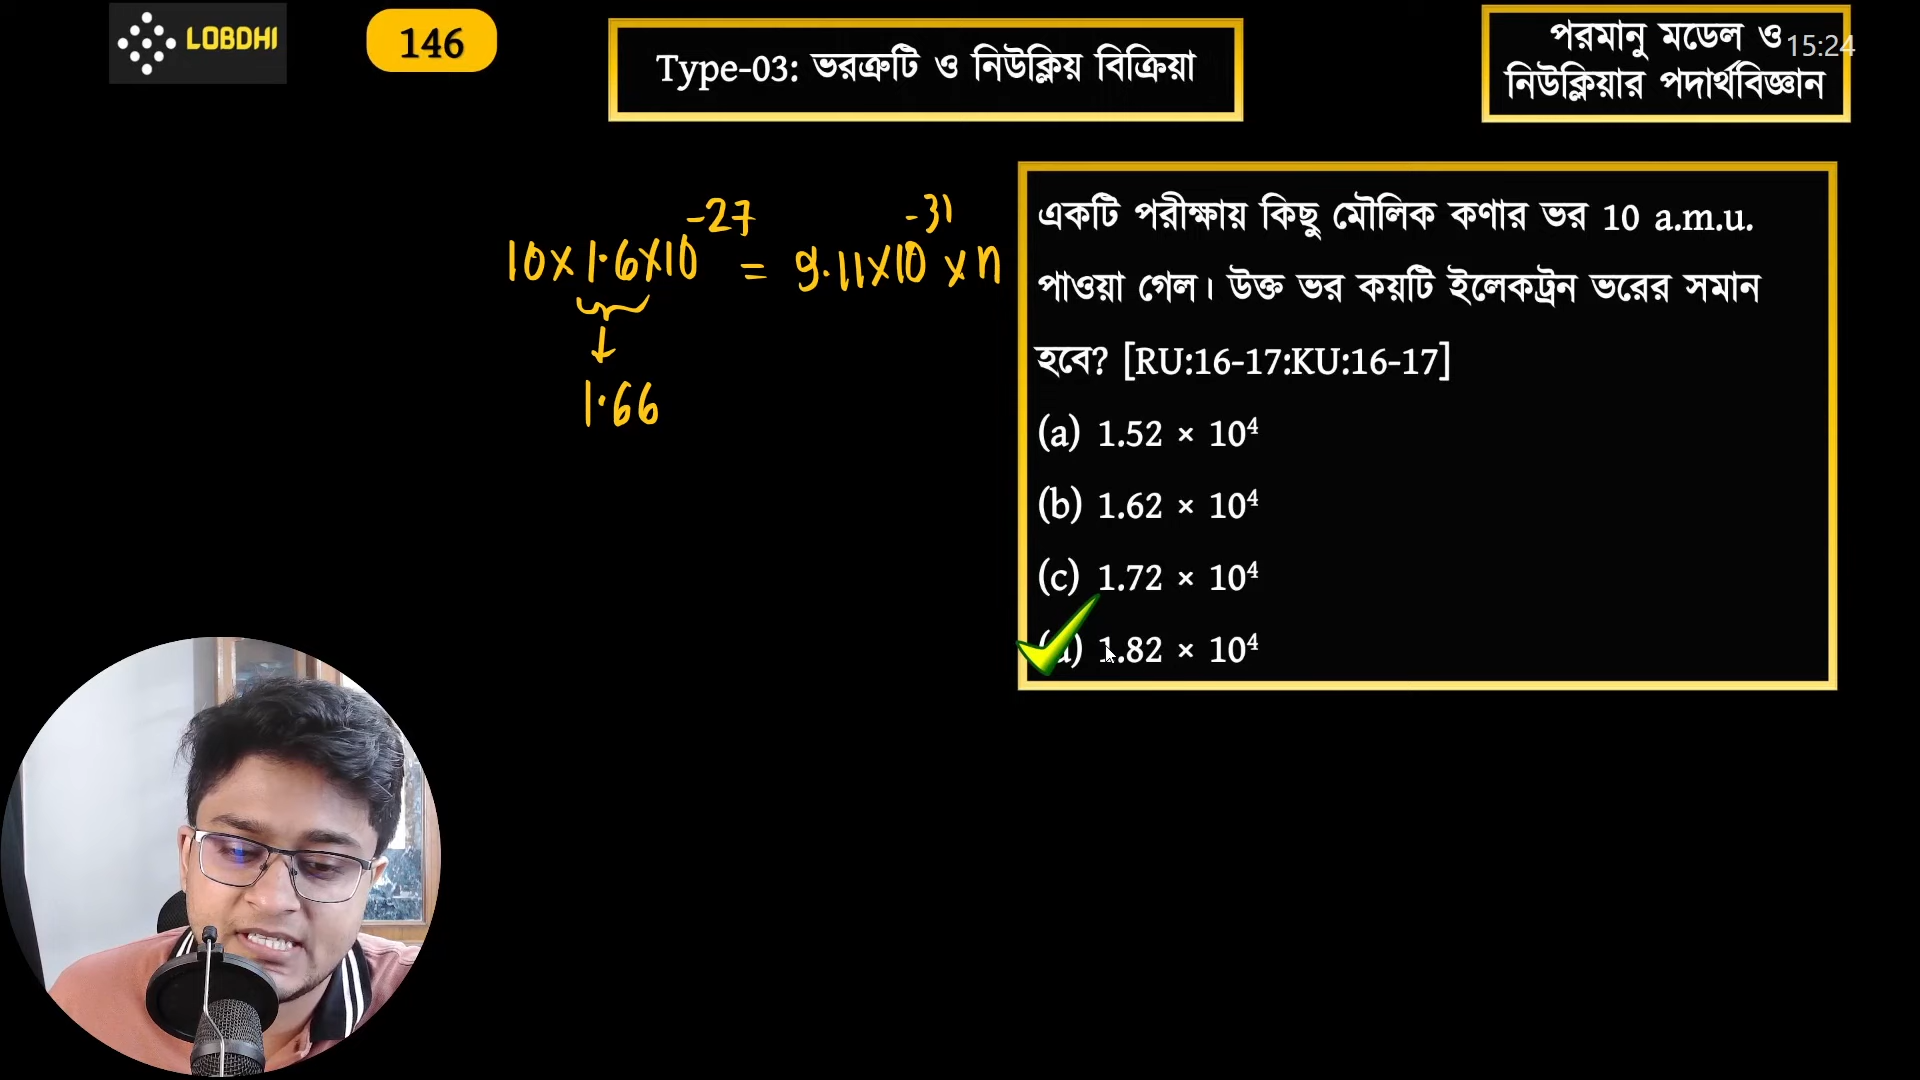 LOBDHI
146
Type-03: ভরত্রুটি ও নিউক্লিয় বিক্রিয়া
পরমানু মডেল ও
নিউক্লিয়ার পদার্থবিজ্ঞান
15:24
10×1.6×10⁻²⁷ = 9.11×10⁻³¹ × n
1.66
একটি পরীক্ষায় কিছু মৌলিক কণার ভর 10 a.m.u.
পাওয়া গেল। উক্ত ভর কয়টি ইলেকট্রন ভরের সমান
হবে? [RU:16-17:KU:16-17]
(a) 1.52 × 10⁴
(b) 1.62 × 10⁴
(c) 1.72 × 10⁴
(d) 1.82 × 10⁴